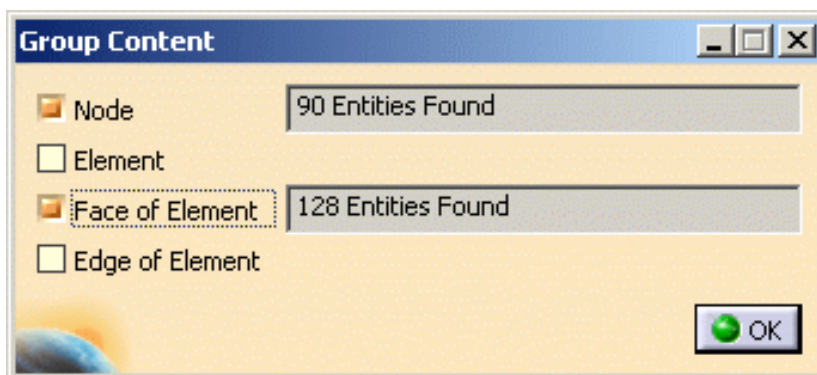 Group Content
Node 90 Entities Found
Element
Face of Element 128 Entities Found
Edge of Element
OK